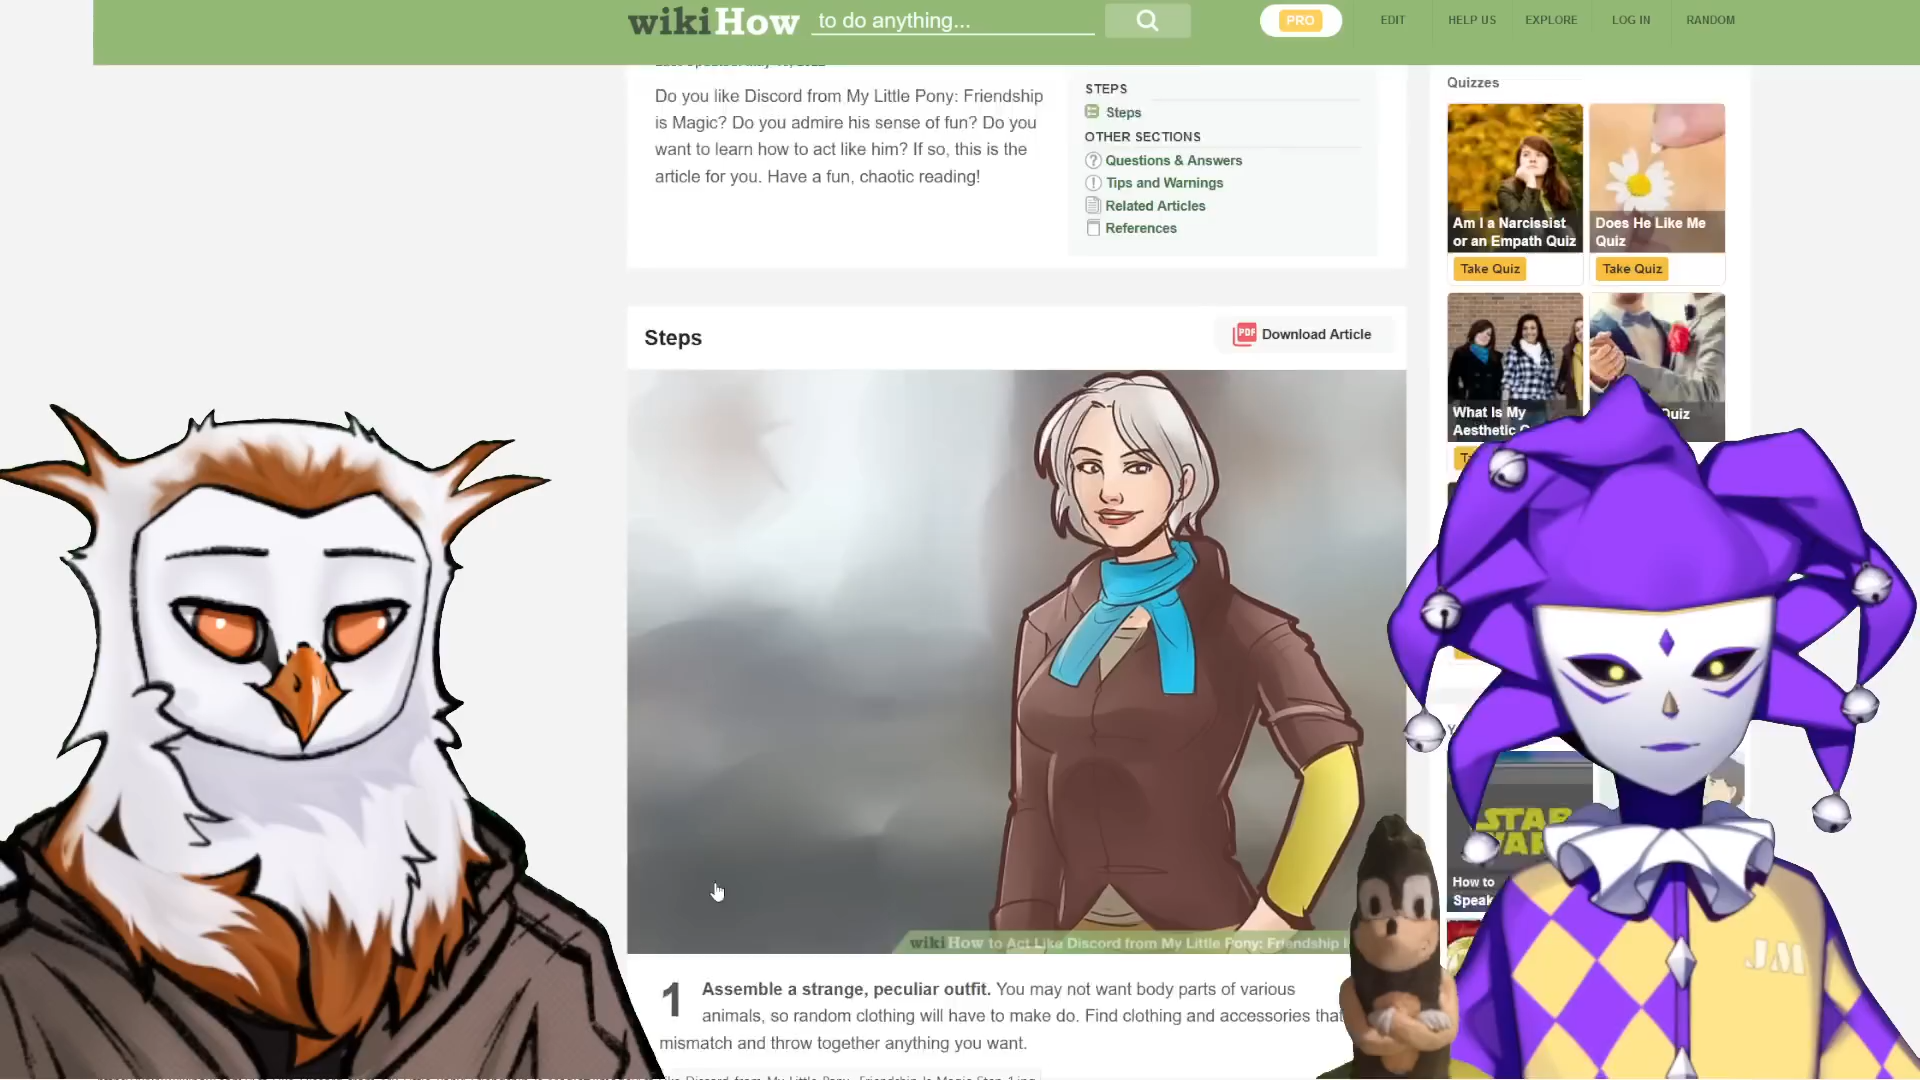 wikiHow to do anything...
PRO
EDIT
HELP US
EXPLORE
LOG IN
RANDOM
Do you like Discord from My Little Pony: Friendship
is Magic? Do you admire his sense of fun? Do you
want to learn how to act like him? If so, this is the
article for you. Have a fun, chaotic reading!
STEPS
Steps
OTHER SECTIONS
Questions & Answers
Tips and Warnings
Related Articles
References
Quizzes
Am I a Narcissist
or an Empath Quiz
Take Quiz
Does He Like Me
Quiz
Take Quiz
What Is My
Aesthetic
Quiz
Steps
PDF
Download Article
wikiHow to Act Like Discord from My Little Pony: Friendship
STAR
WAR
How to
Speak
JM
1 Assemble a strange, peculiar outfit. You may not want body parts of various
animals, so random clothing will have to make do. Find clothing and accessories that
mismatch and throw together anything you want.